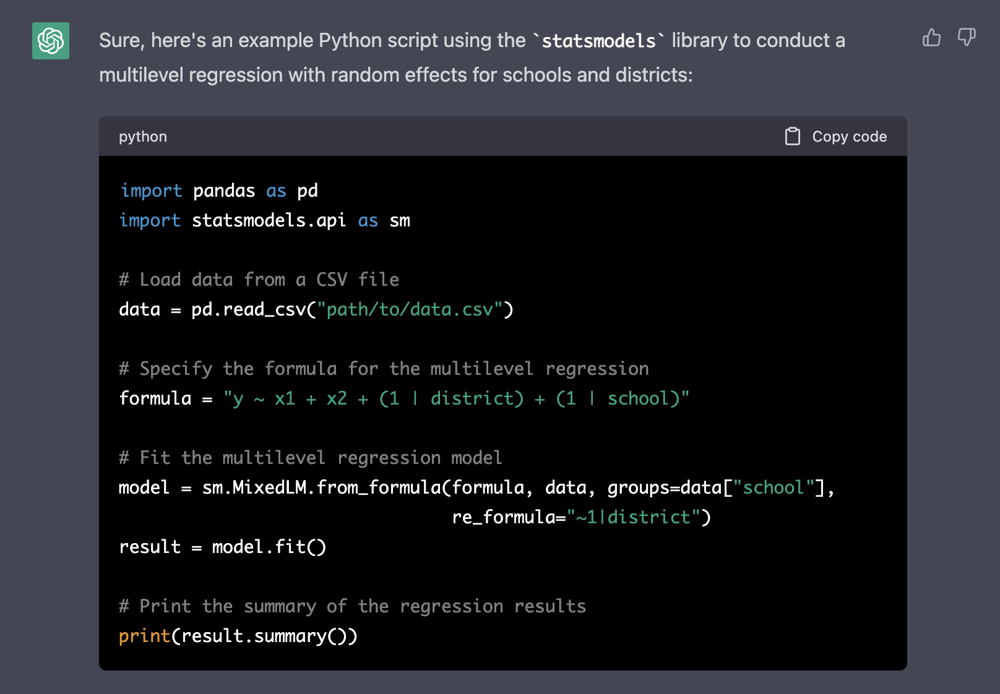 Sure, here's an example Python script using the `statsmodels` library to conduct a
multilevel regression with random effects for schools and districts:
python
Copy code
import pandas as pd
import statsmodels.api as sm
# Load data from a CSV file
data = pd.read_csv("path/to/data.csv")
# Specify the formula for the multilevel regression
formula = "y ~ x1 + x2 + (1 | district) + (1 | school)"
# Fit the multilevel regression model
model = sm.MixedLM.from_formula(formula, data, groups=data["school"],
re_formula="~1|district")
result = model.fit()
# Print the summary of the regression results
print(result.summary())